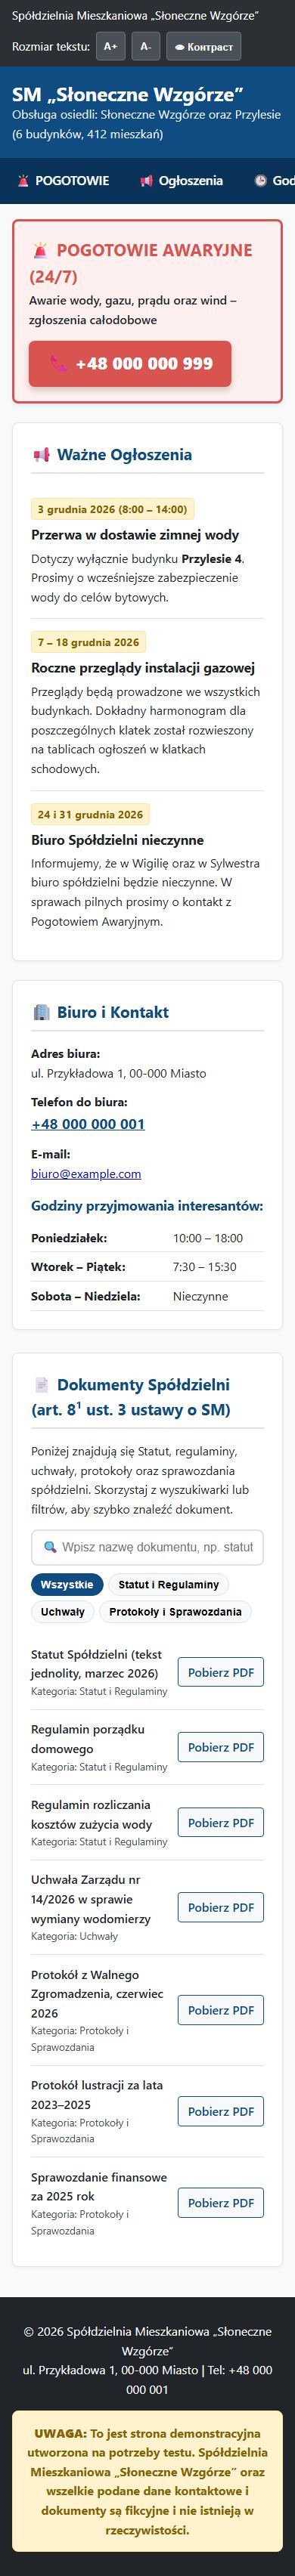 Spółdzielnia Mieszkaniowa „Słoneczne Wzgórze”
Rozmiar tekstu: A+ A- Контраст
SM „Słoneczne Wzgórze”
Obsługa osiedli: Słoneczne Wzgórze oraz Przylesie
(6 budynków, 412 mieszkań)
POGOTOWIE Ogłoszenia God
POGOTOWIE AWARYJNE
(24/7)
Awarie wody, gazu, prądu oraz wind –
zgłoszenia całodobowe
+48 000 000 999
Ważne Ogłoszenia
3 grudnia 2026 (8:00 – 14:00)
Przerwa w dostawie zimnej wody
Dotyczy wyłącznie budynku Przylesie 4.
Prosimy o wcześniejsze zabezpieczenie
wody do celów bytowych.
7 – 18 grudnia 2026
Roczne przeglądy instalacji gazowej
Przeglądy będą prowadzone we wszystkich
budynkach. Dokładny harmonogram dla
poszczególnych klatek został rozwieszony
na tablicach ogłoszeń w klatkach
schodowych.
24 i 31 grudnia 2026
Biuro Spółdzielni nieczynne
Informujemy, że w Wigilię oraz w Sylwestra
biuro spółdzielni będzie nieczynne. W
sprawach pilnych prosimy o kontakt z
Pogotowiem Awaryjnym.
Biuro i Kontakt
Adres biura:
ul. Przykładowa 1, 00-000 Miasto
Telefon do biura:
+48 000 000 001
E-mail:
biuro@example.com
Godziny przyjmowania interesantów:
Poniedziałek: 10:00 – 18:00
Wtorek – Piątek: 7:30 – 15:30
Sobota – Niedziela: Nieczynne
Dokumenty Spółdzielni
(art. 8¹ ust. 3 ustawy o SM)
Poniżej znajdują się Statut, regulaminy,
uchwały, protokoły oraz sprawozdania
spółdzielni. Skorzystaj z wyszukiwarki lub
filtrów, aby szybko znaleźć dokument.
Wpisz nazwę dokumentu, np. statut
Wszystkie Statut i Regulaminy
Uchwały Protokoły i Sprawozdania
Statut Spółdzielni (tekst
jednolity, marzec 2026)
Kategoria: Statut i Regulaminy
Pobierz PDF
Regulamin porządku
domowego
Kategoria: Statut i Regulaminy
Pobierz PDF
Regulamin rozliczania
kosztów zużycia wody
Kategoria: Statut i Regulaminy
Pobierz PDF
Uchwała Zarządu nr
14/2026 w sprawie
wymiany wodomierzy
Kategoria: Uchwały
Pobierz PDF
Protokół z Walnego
Zgromadzenia, czerwiec
2026
Kategoria: Protokoły i
Sprawozdania
Pobierz PDF
Protokół lustracji za lata
2023–2025
Kategoria: Protokoły i
Sprawozdania
Pobierz PDF
Sprawozdanie finansowe
za 2025 rok
Kategoria: Protokoły i
Sprawozdania
Pobierz PDF
© 2026 Spółdzielnia Mieszkaniowa „Słoneczne
Wzgórze”
ul. Przykładowa 1, 00-000 Miasto | Tel: +48 000
000 001
UWAGA: To jest strona demonstracyjna
utworzona na potrzeby testu. Spółdzielnia
Mieszkaniowa „Słoneczne Wzgórze” oraz
wszelkie podane dane kontaktowe i
dokumenty są fikcyjne i nie istnieją w
rzeczywistości.